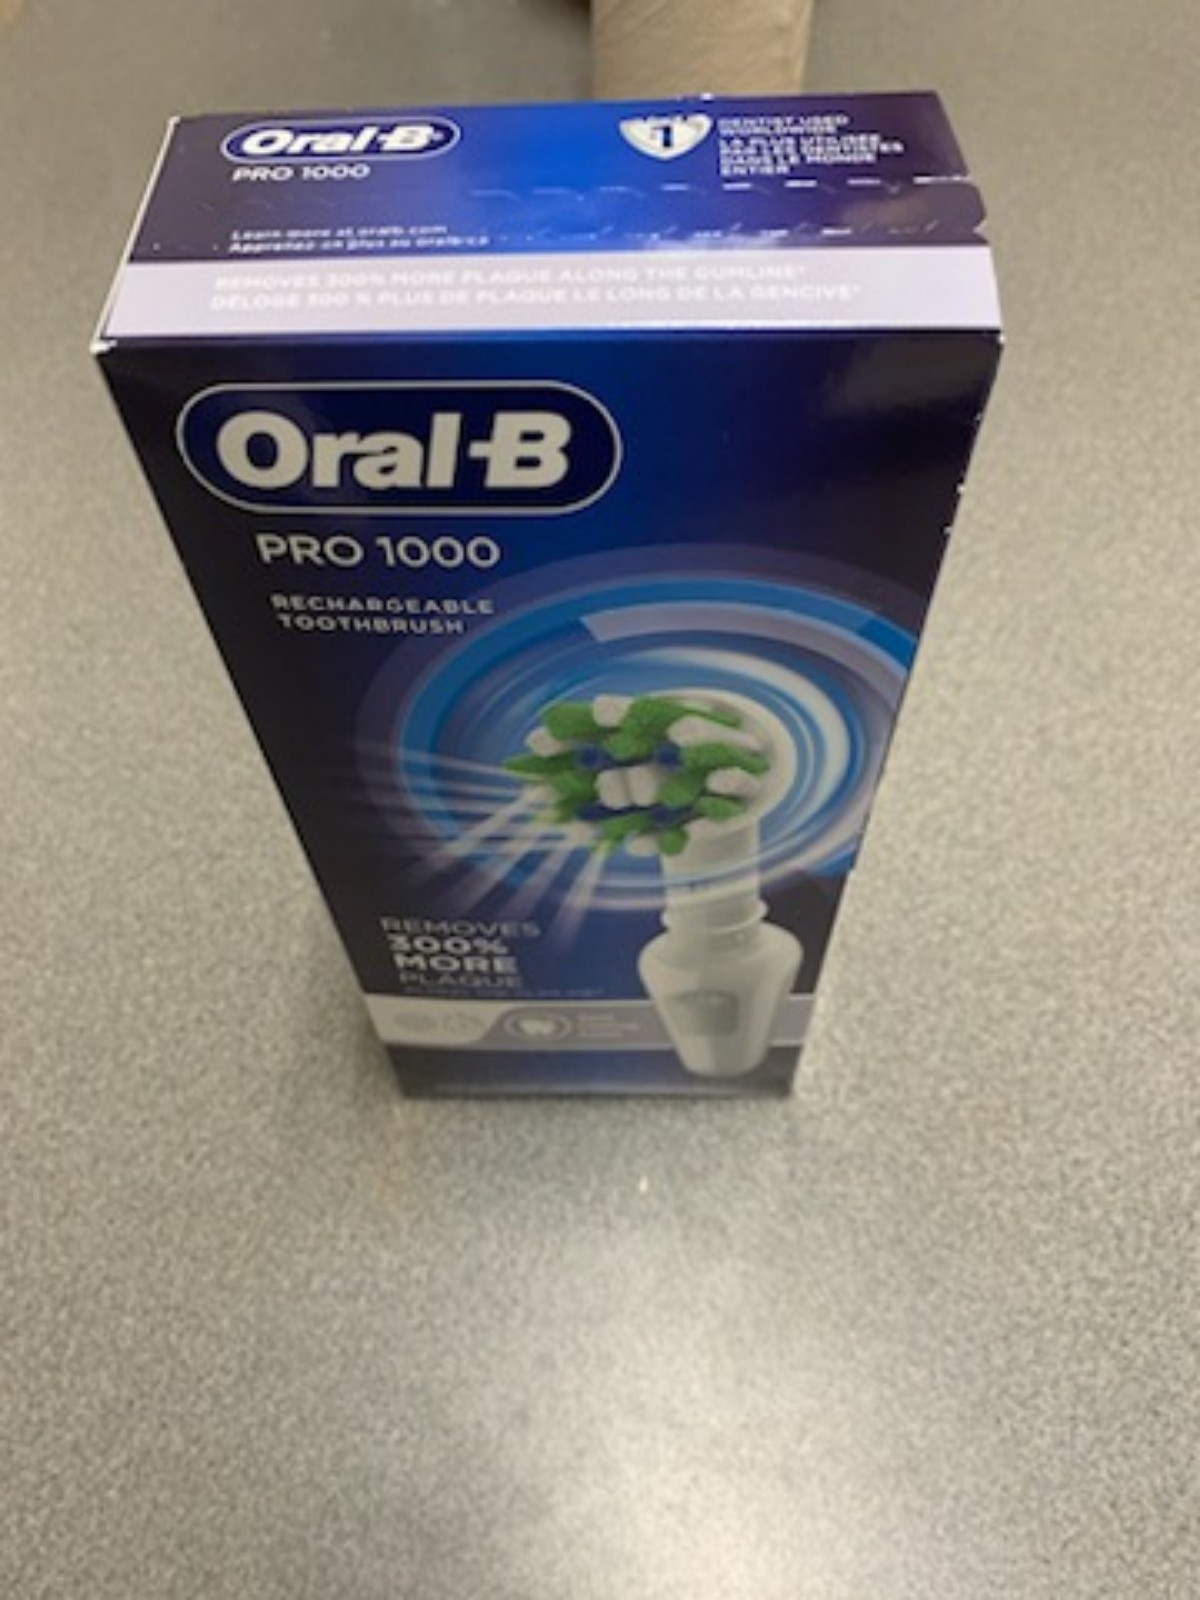 Oral-B
PRO 1000
1
DENTIST USED
WORLDWIDE
LA PLUS UTILISÉE
PAR LES DENTISTES
DANS LE MONDE
ENTIER
Learn more at oralb.com
Apprenez-en plus au oralb.ca
REMOVES 300% MORE PLAQUE ALONG THE GUMLINE*
DÉLOGE 300 % PLUS DE PLAQUE LE LONG DE LA GENCIVE*
Oral-B
PRO 1000
RECHARGEABLE
TOOTHBRUSH
REMOVES
300%
MORE
PLAQUE